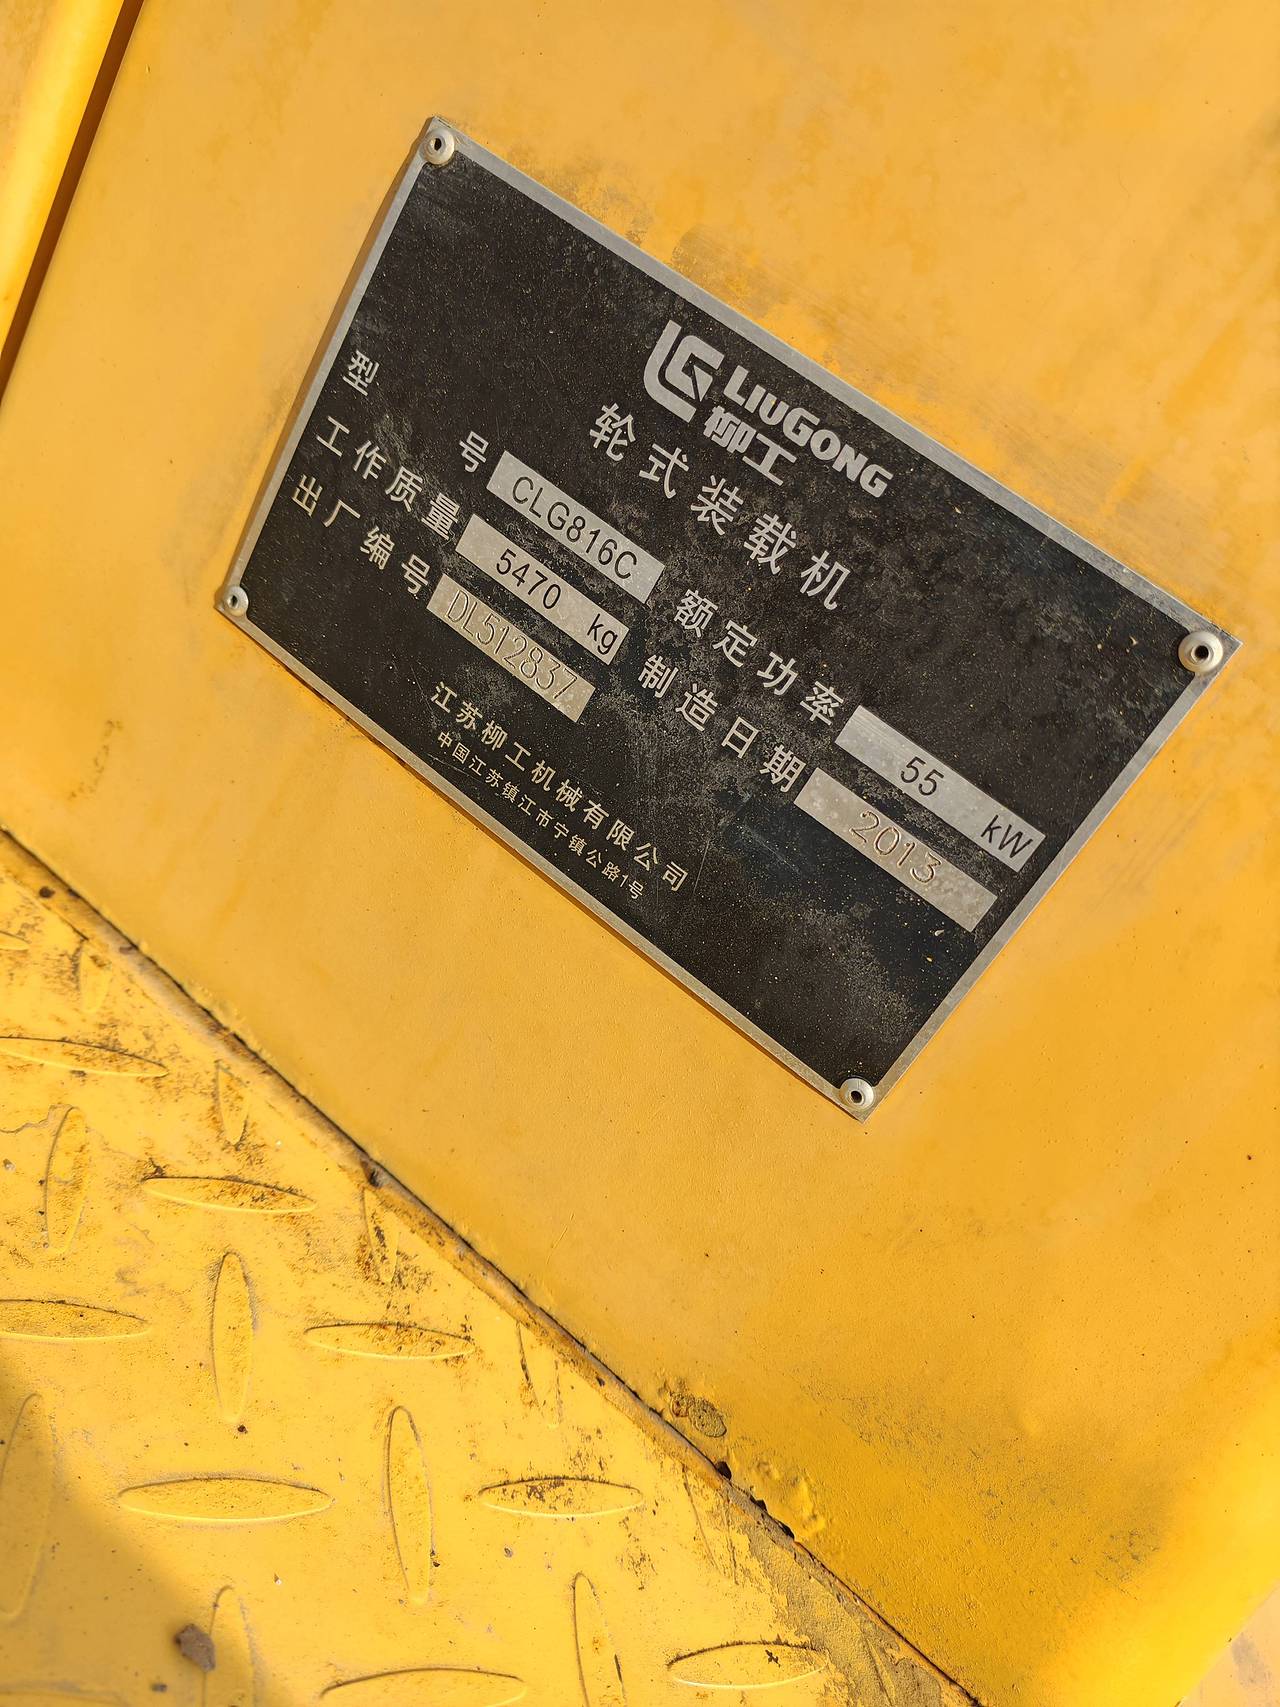 LIUGONG
柳工
轮式装载机
型号 CLG816C 额定功率 55 kW
工作质量 5470 kg 制造日期 2013
出厂编号 DL512837
江苏柳工机械有限公司
中国江苏镇江市宁镇公路1号